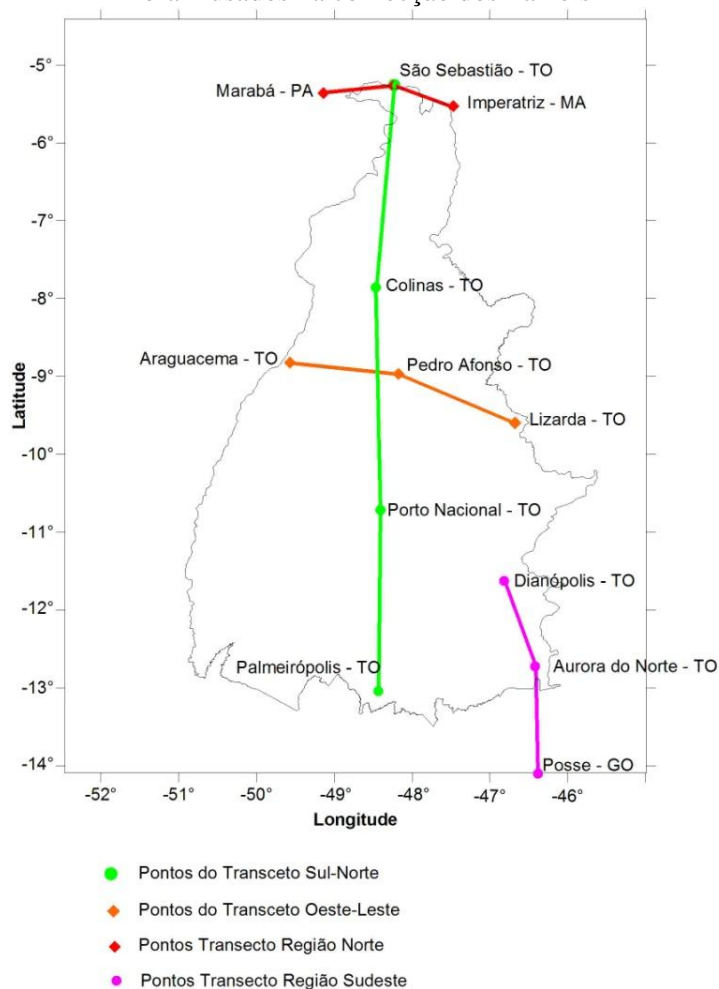 -5°
São Sebastião - TO
Marabá - PA
Imperatriz - MA
-6°
-7°
-8°
Colinas - TO
Araguacema - TO
Pedro Afonso - TO
-9°
Latitude
Lizarda - TO
-10°
Porto Nacional - TO
-11°
Dianópolis - TO
-12°
Palmeirópolis - TO
Aurora do Norte - TO
-13°
Posse - GO
-14°
-52° -51° -50° -49° -48° -47° -46°
Longitude
Pontos do Transceto Sul-Norte
Pontos do Transceto Oeste-Leste
Pontos Transecto Região Norte
Pontos Transecto Região Sudeste